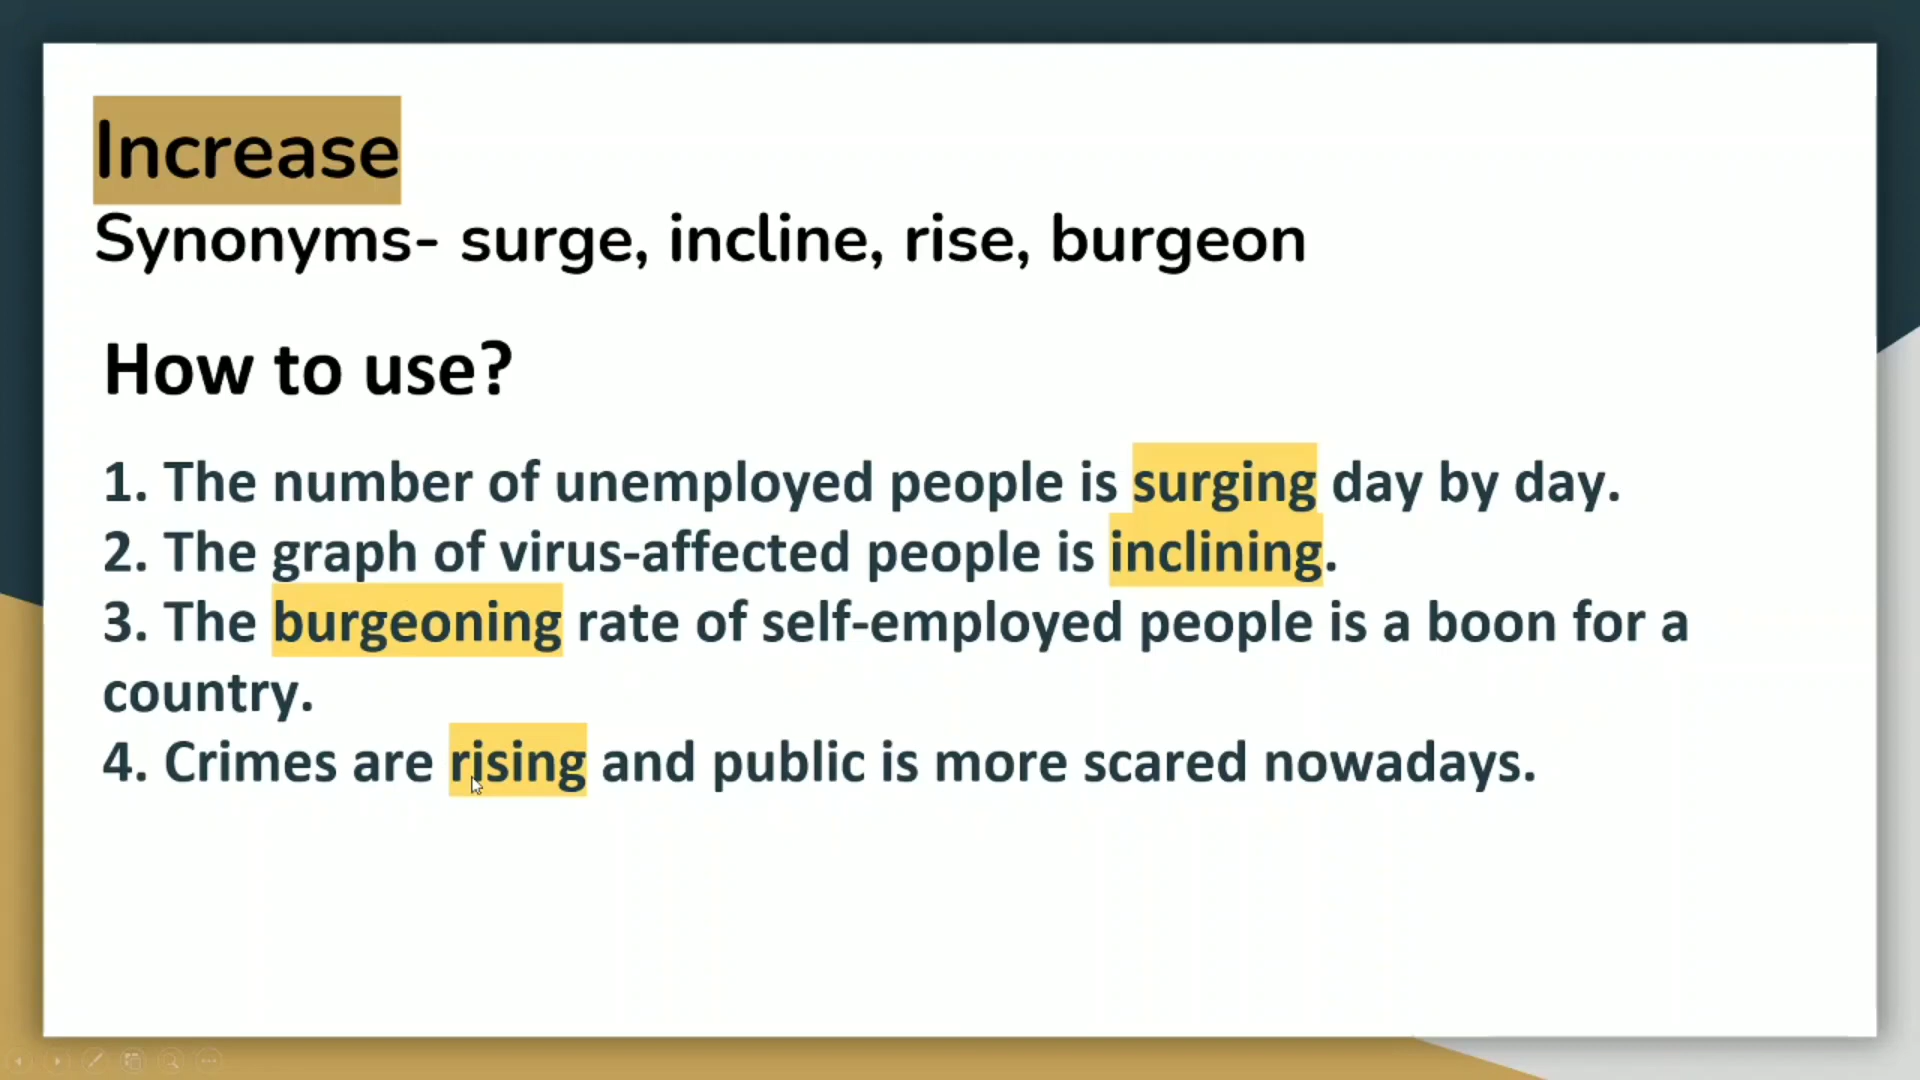 Increase
Synonyms- surge, incline, rise, burgeon
How to use?
1. The number of unemployed people is surging day by day.
2. The graph of virus-affected people is inclining.
3. The burgeoning rate of self-employed people is a boon for a
country.
4. Crimes are rising and public is more scared nowadays.